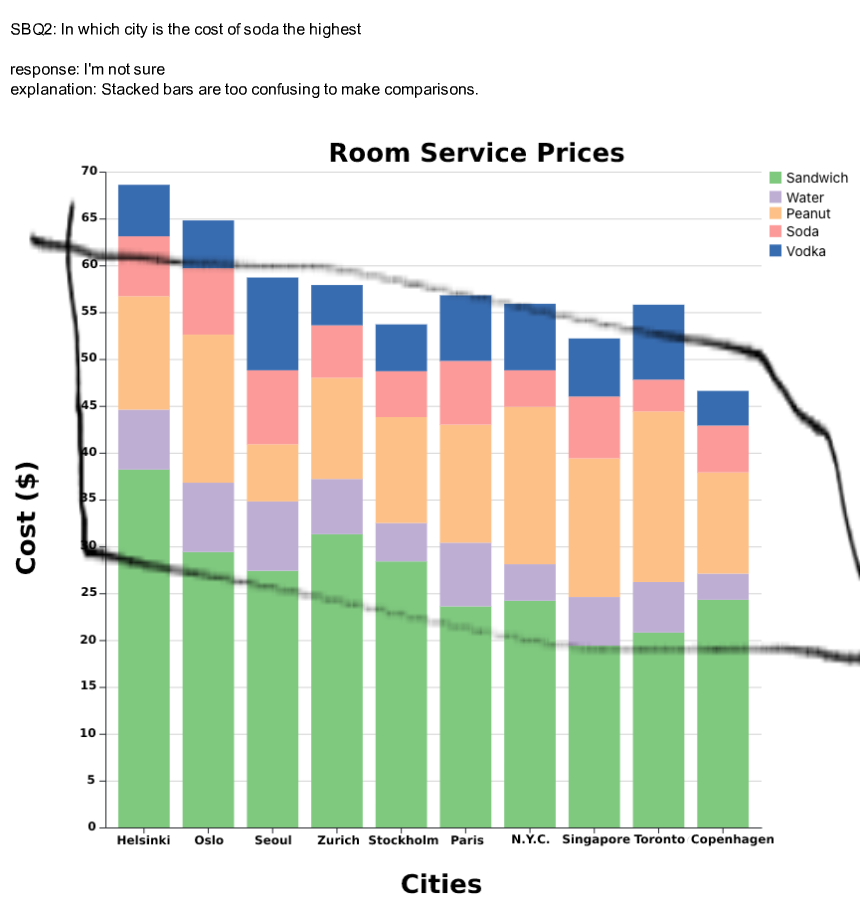 SBQ2: In which city is the cost of soda the highest
response: I'm not sure
explanation: Stacked bars are too confusing to make comparisons.
Room Service Prices
Sandwich
Water
Peanut
Soda
Vodka
70
65
60
55
50
45
40
35
30
25
20
15
10
5
0
Cost ($)
Helsinki Oslo Seoul Zurich Stockholm Paris N.Y.C. Singapore Toronto Copenhagen
Cities